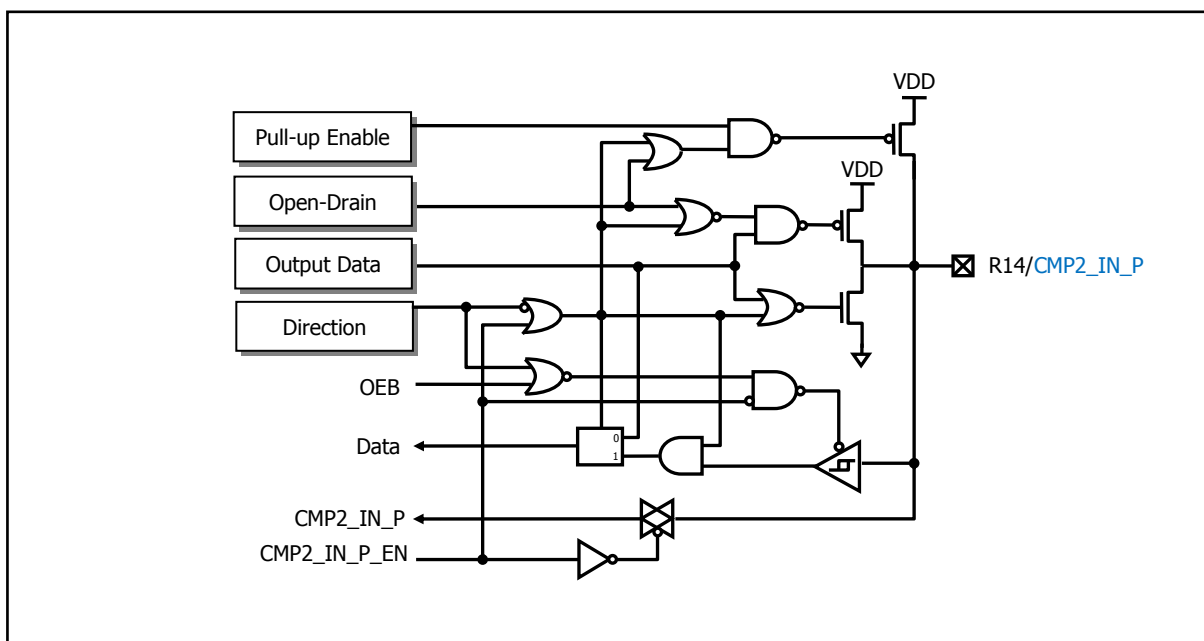 VDD
Pull-up Enable
VDD
Open-Drain
Output Data
R14/CMP2_IN_P
Direction
OEB
0
Data
1
CMP2_IN_P
CMP2_IN_P_EN